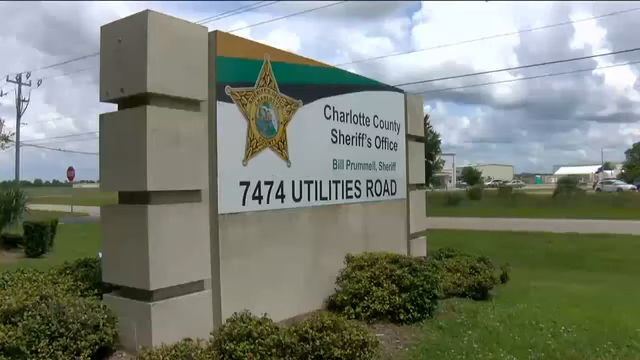 Charlotte County
Sheriff's Office
Bill Prummell, Sheriff
7474 UTILITIES ROAD